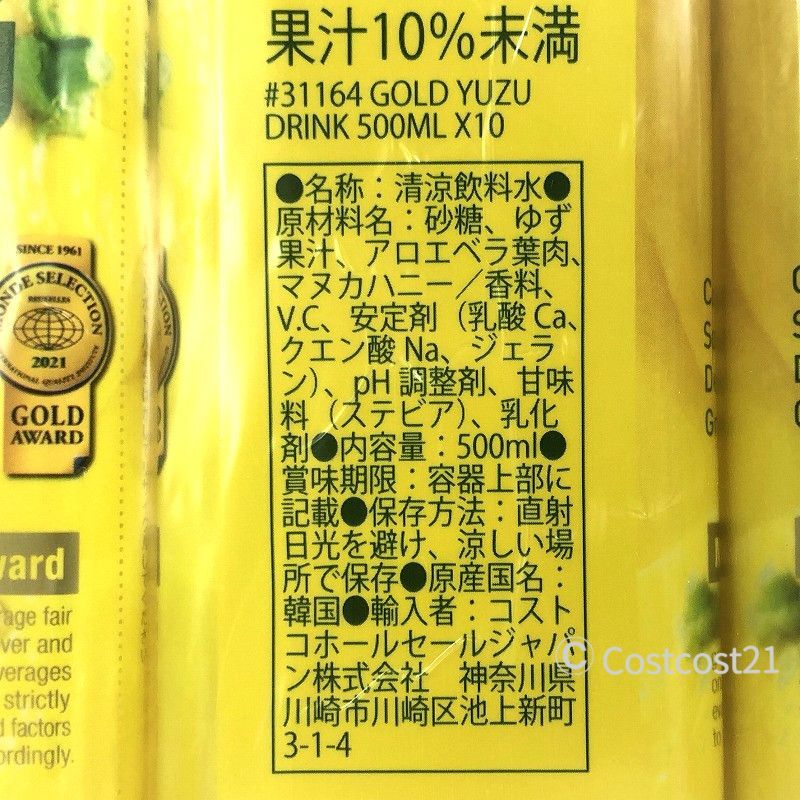 果汁10%未満
#31164 GOLD YUZU
DRINK 500ML X10
●名称：清涼飲料水●
原材料名：砂糖、ゆず
果汁、アロエベラ葉肉、
マヌカハニー／香料、
V.C、安定剤（乳酸 Ca、
クエン酸 Na、ジェラ
ン）、pH 調整剤、甘味
料（ステビア）、乳化
剤●内容量：500ml●
賞味期限：容器上部に
記載●保存方法：直射
日光を避け、涼しい場
所で保存●原産国名：
韓国●輸入者：コスト
コホールセールジャパ
ン株式会社　神奈川県
川崎市川崎区池上新町
3-1-4
SINCE 1961
MONDE SELECTION
BRUXELLES
2021
INTERNATIONAL QUALITY PRODUCTS
GOLD
AWARD
ward
rage fair
ver and
verages
strictly
d factors
ordingly.
© Costcost21